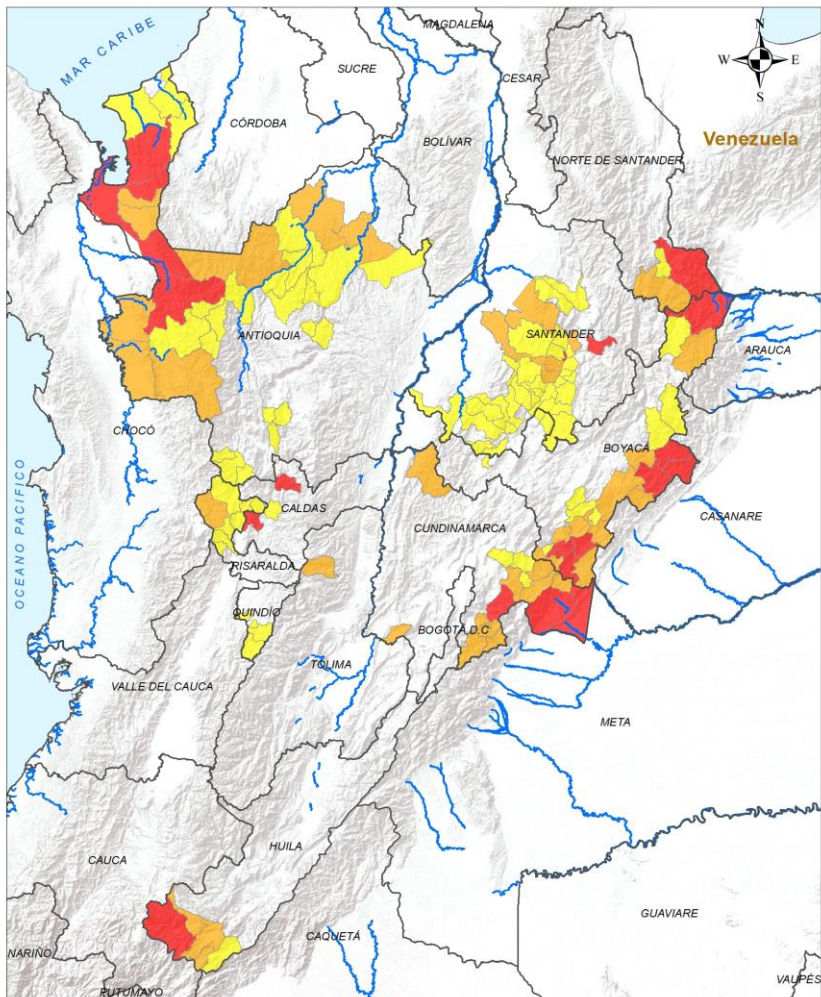 MAGDALENA
MAR CARIBE
N
W E
S
SUCRE
CESAR
CÓRDOBA
BOLÍVAR
Venezuela
NORTE DE SANTANDER
ANTIOQUIA
SANTANDER
ARAUCA
CHOCÓ
BOYACÁ
OCEANO PACIFICO
CALDAS
CUNDINAMARCA
CASANARE
RISARALDA
QUINDÍO
BOGOTÁ D.C
TOLIMA
VALLE DEL CAUCA
META
HUILA
CAUCA
GUAVIARE
CAQUETÁ
NARIÑO
PUTUMAYO
VAUPÉS